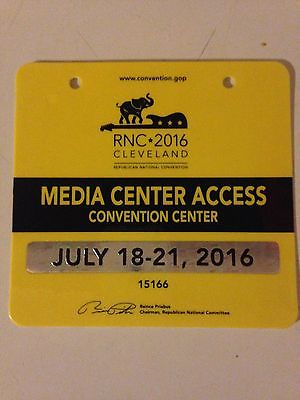 www.convention.gop
RNC★2016
CLEVELAND
REPUBLICAN NATIONAL CONVENTION
MEDIA CENTER ACCESS
CONVENTION CENTER
JULY 18-21, 2016
15166
Reince Priebus
Chairman, Republican National Committee